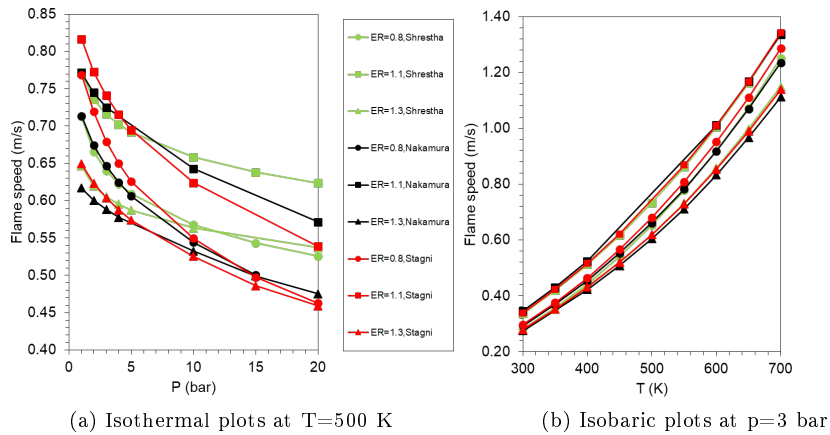 0.85
0.80
0.75
0.70
0.65
0.60
0.55
0.50
0.45
0.40
Flame speed (m/s)
0
5
10
15
20
P (bar)
ER=0.8,Shrestha
ER=1.1,Shrestha
ER=1.3,Shrestha
ER=0.8,Nakamura
ER=1.1,Nakamura
ER=1.3,Nakamura
ER=0.8,Stagni
ER=1.1,Stagni
ER=1.3,Stagni
1.40
1.20
1.00
0.80
0.60
0.40
0.20
Flame speed (m/s)
300
400
500
600
700
T (K)
(a) Isothermal plots at T=500 K
(b) Isobaric plots at p=3 bar